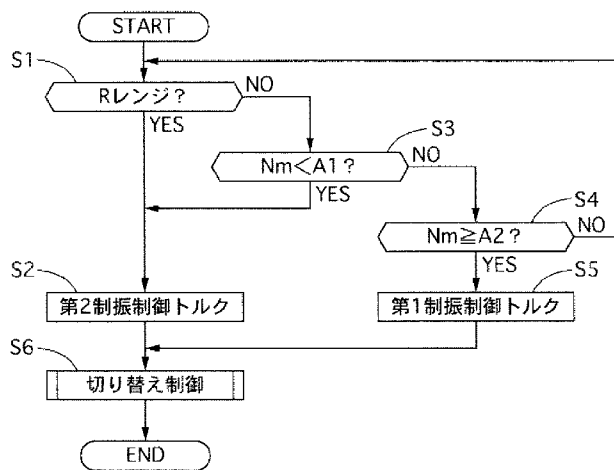 START
S1
Rレンジ？
NO
YES
S3
Nm＜A1？
NO
YES
S4
Nm≧A2？
NO
YES
S2
第2制振制御トルク
S5
第1制振制御トルク
S6
切り替え制御
END